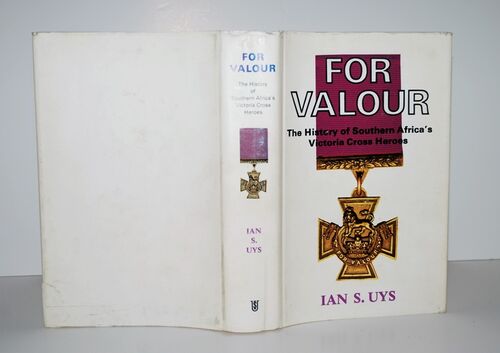 FOR
VALOUR
The History
of
Southern Africa's
Victoria Cross
Heroes
IAN
S.
UYS
FOR
VALOUR
The History of Southern Africa's
Victoria Cross Heroes
FOR VALOUR
IAN S. UYS